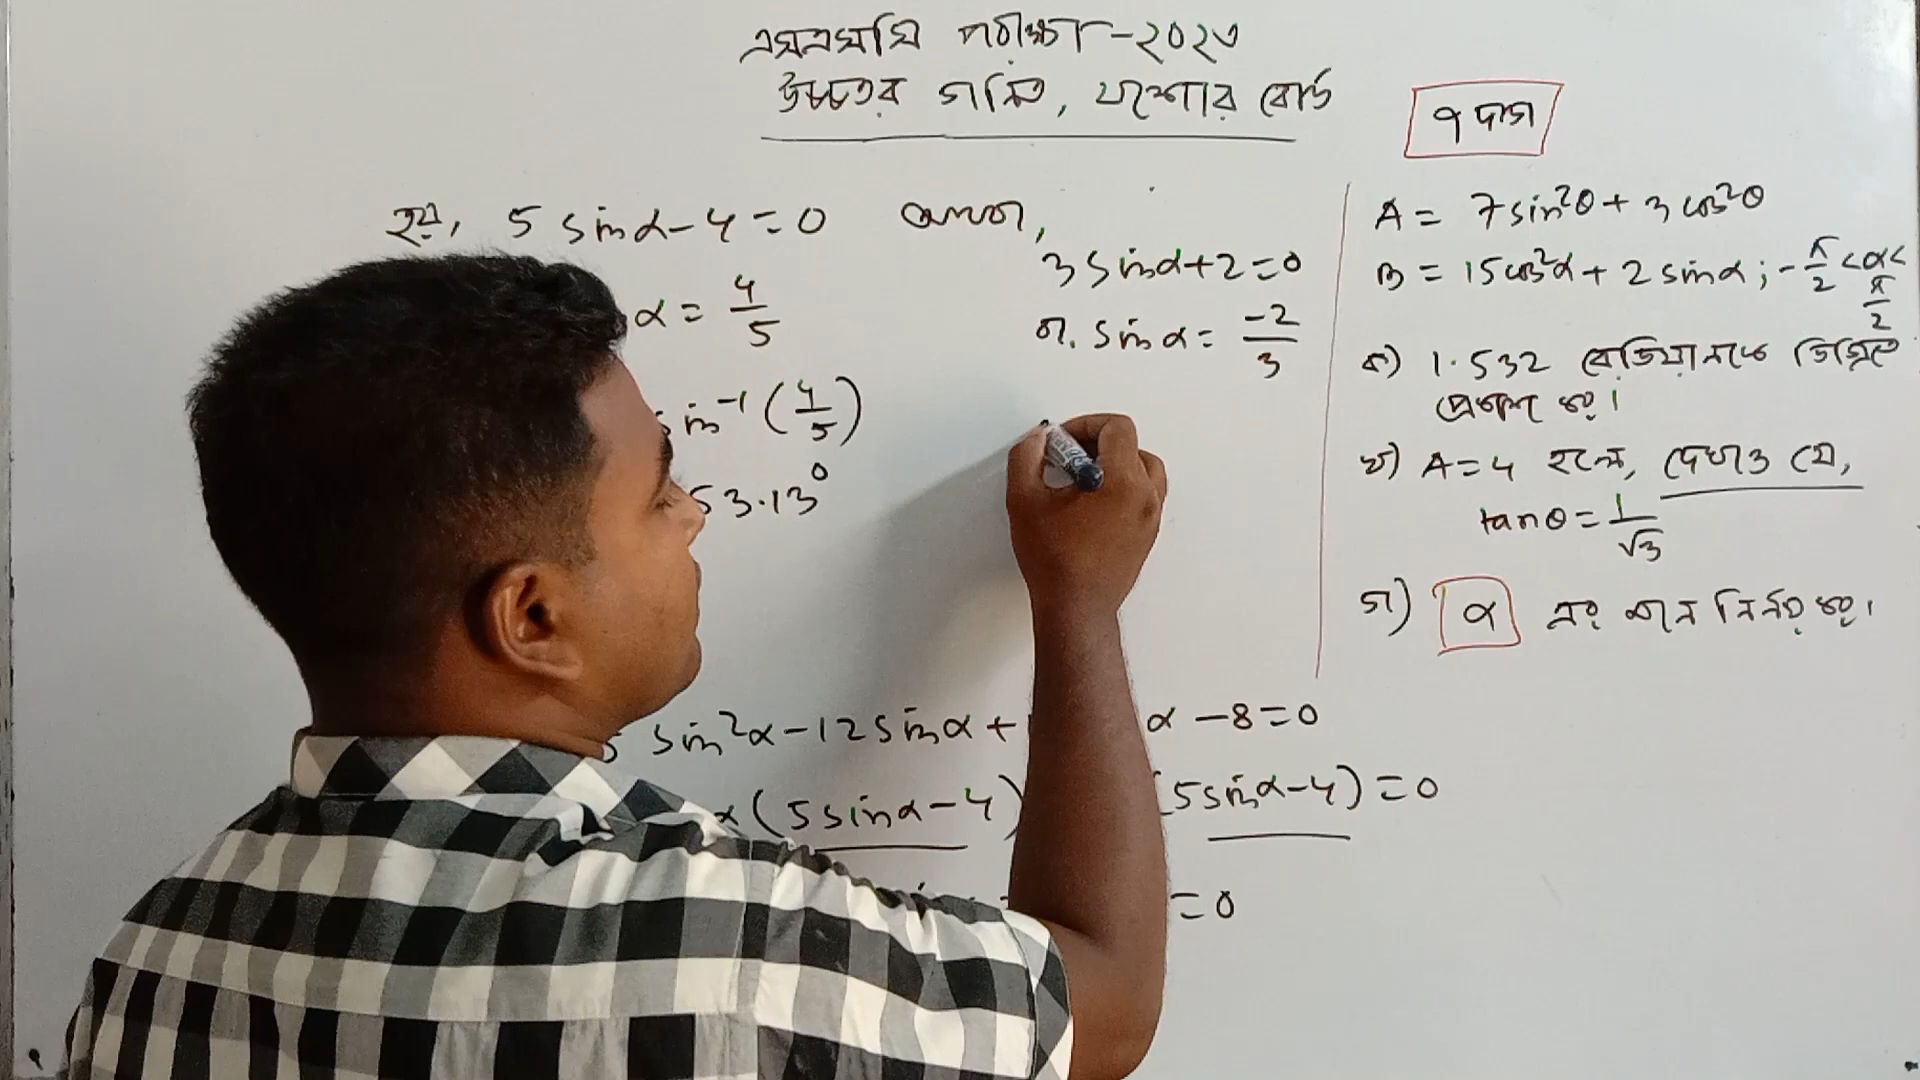 এসএসসি পরীক্ষা-২০২৩
উচ্চতর গণিত, যশোর বোর্ড
৭ দাগ
হয়, 5 sinα-4=0 অথবা,
3 sinα+2=0
α = 4/5
বা, sinα = -2/3
sin⁻¹ (4/5)
53.13°
sin²α-12sinα+ α -8=0
(5sinα-4) (5sinα-4)=0
=0
A = 7sin²θ+3cos²θ
B = 15cos²α+2sinα; -π/2<α<π/2
ক) 1.532 রেডিয়ানকে ডিগ্রিতে
প্রকাশ কর।
খ) A=4 হলে, দেখাও যে,
tanθ=1/√3
গ) α এর মান নির্ণয় কর।